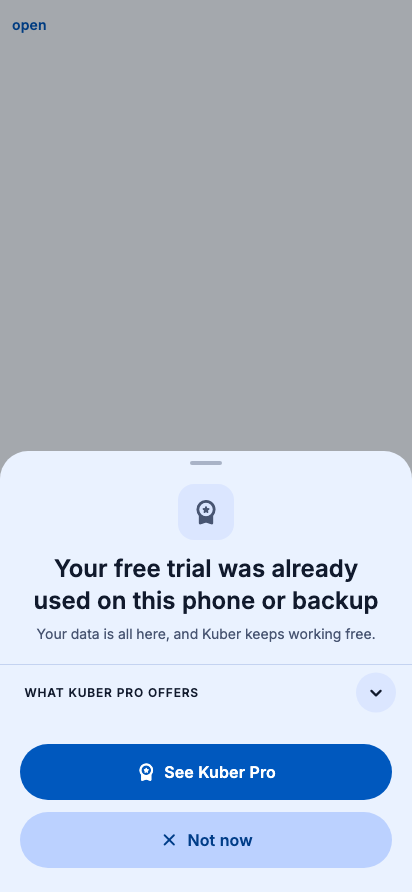 open
Your free trial was already
used on this phone or backup
Your data is all here, and Kuber keeps working free.
WHAT KUBER PRO OFFERS
See Kuber Pro
Not now